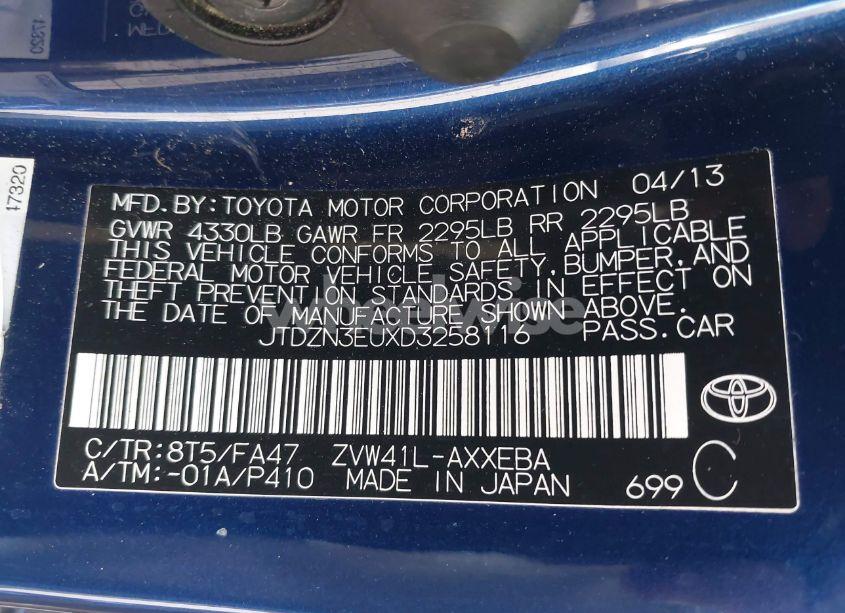 17320
MFD.BY:TOYOTA MOTOR CORPORATION 04/13
GVWR 4330LB GAWR FR 2295LB RR 2295LB
THIS VEHICLE CONFORMS TO ALL APPLICABLE
FEDERAL MOTOR VEHICLE SAFETY,BUMPER,AND
THEFT PREVENTION STANDARDS IN EFFECT ON
THE DATE OF MANUFACTURE SHOWN ABOVE.
JTDZN3EUXD3258116 PASS.CAR
C/TR:8T5/FA47 ZVW41L-AXXEBA
A/TM:-01A/P410 MADE IN JAPAN 699 C